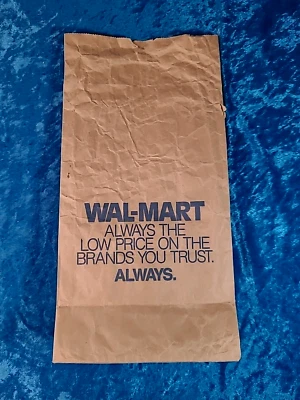 WAL-MART
ALWAYS THE
LOW PRICE ON THE
BRANDS YOU TRUST.
ALWAYS.